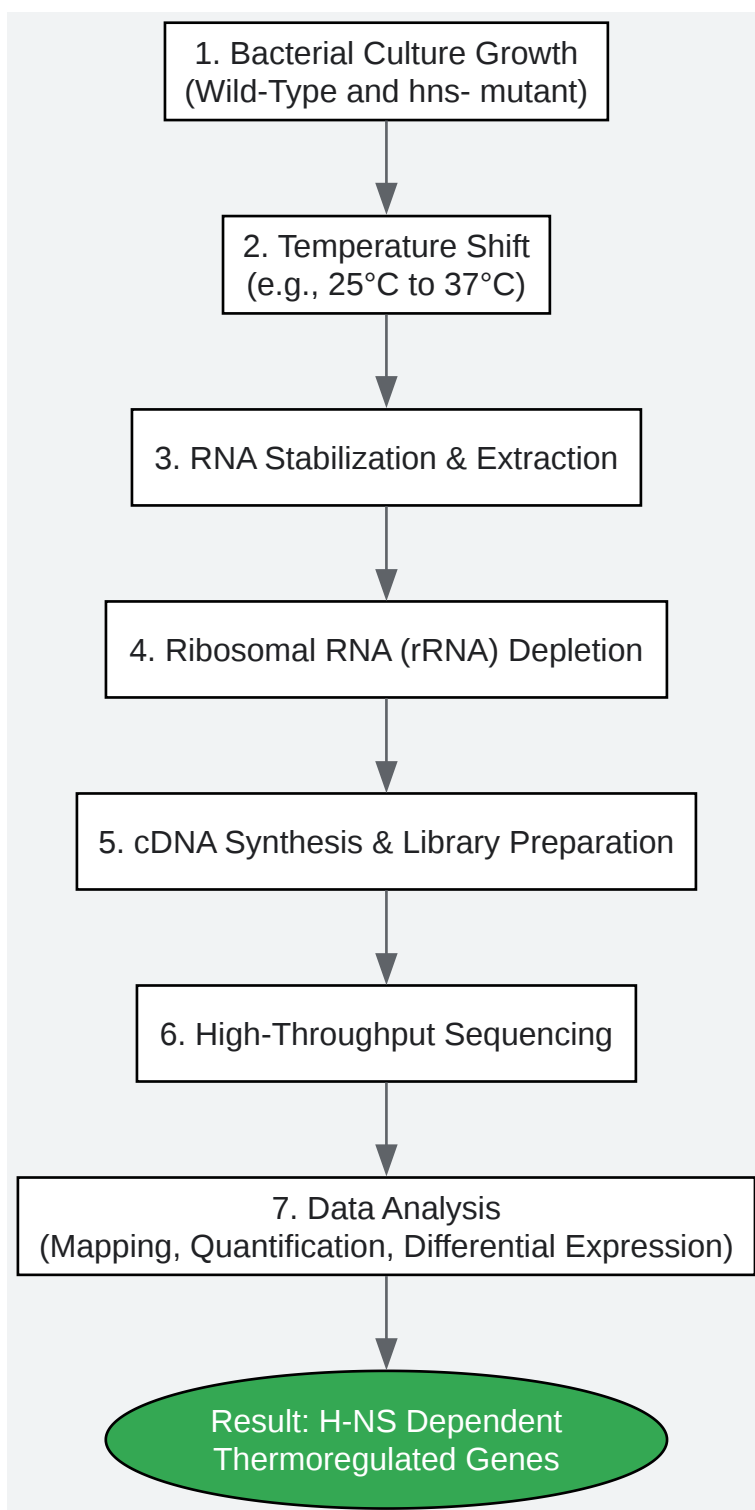 1. Bacterial Culture Growth
(Wild-Type and hns- mutant)
2. Temperature Shift
(e.g., 25°C to 37°C)
3. RNA Stabilization & Extraction
4. Ribosomal RNA (rRNA) Depletion
5. cDNA Synthesis & Library Preparation
6. High-Throughput Sequencing
7. Data Analysis
(Mapping, Quantification, Differential Expression)
Result: H-NS Dependent
Thermoregulated Genes